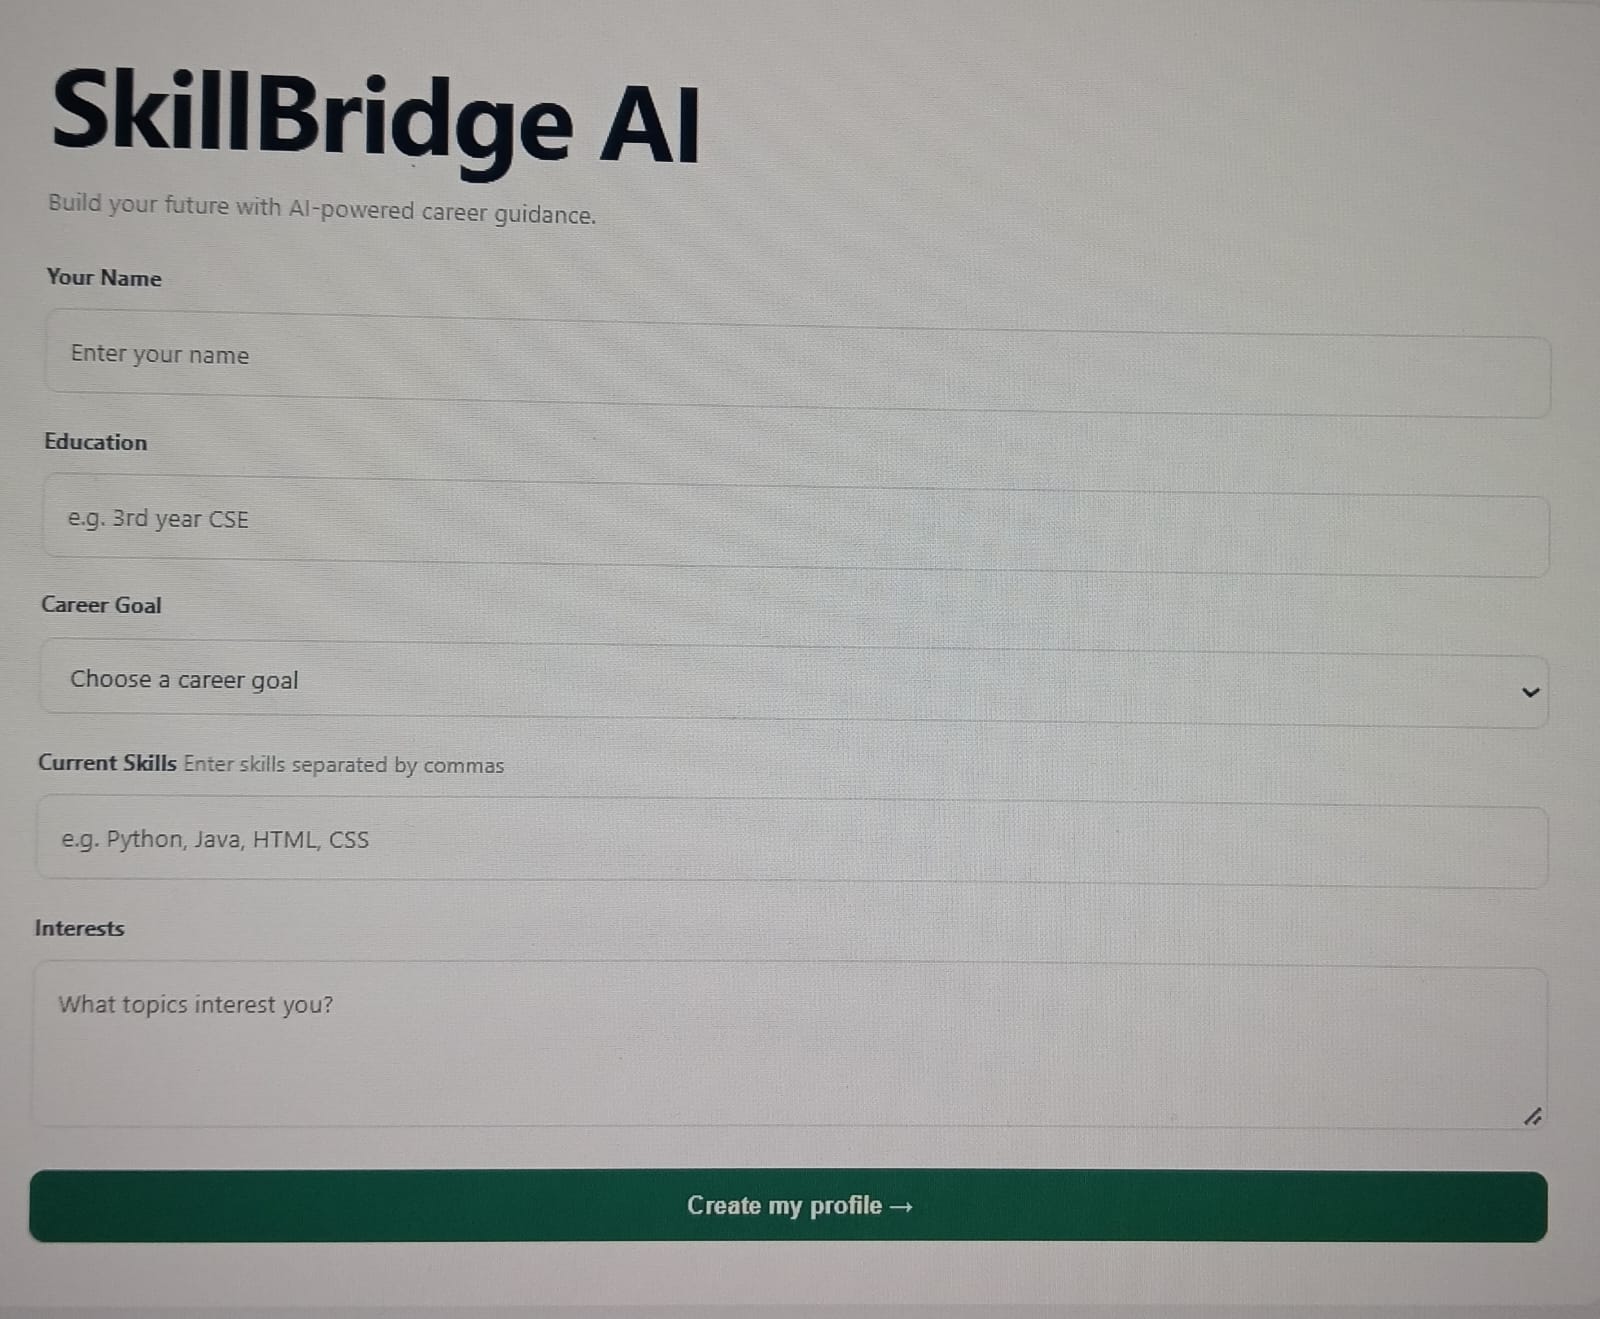 SkillBridge AI
Build your future with AI-powered career guidance.
Your Name
Enter your name
Education
e.g. 3rd year CSE
Career Goal
Choose a career goal
Current Skills Enter skills separated by commas
e.g. Python, Java, HTML, CSS
Interests
What topics interest you?
Create my profile →